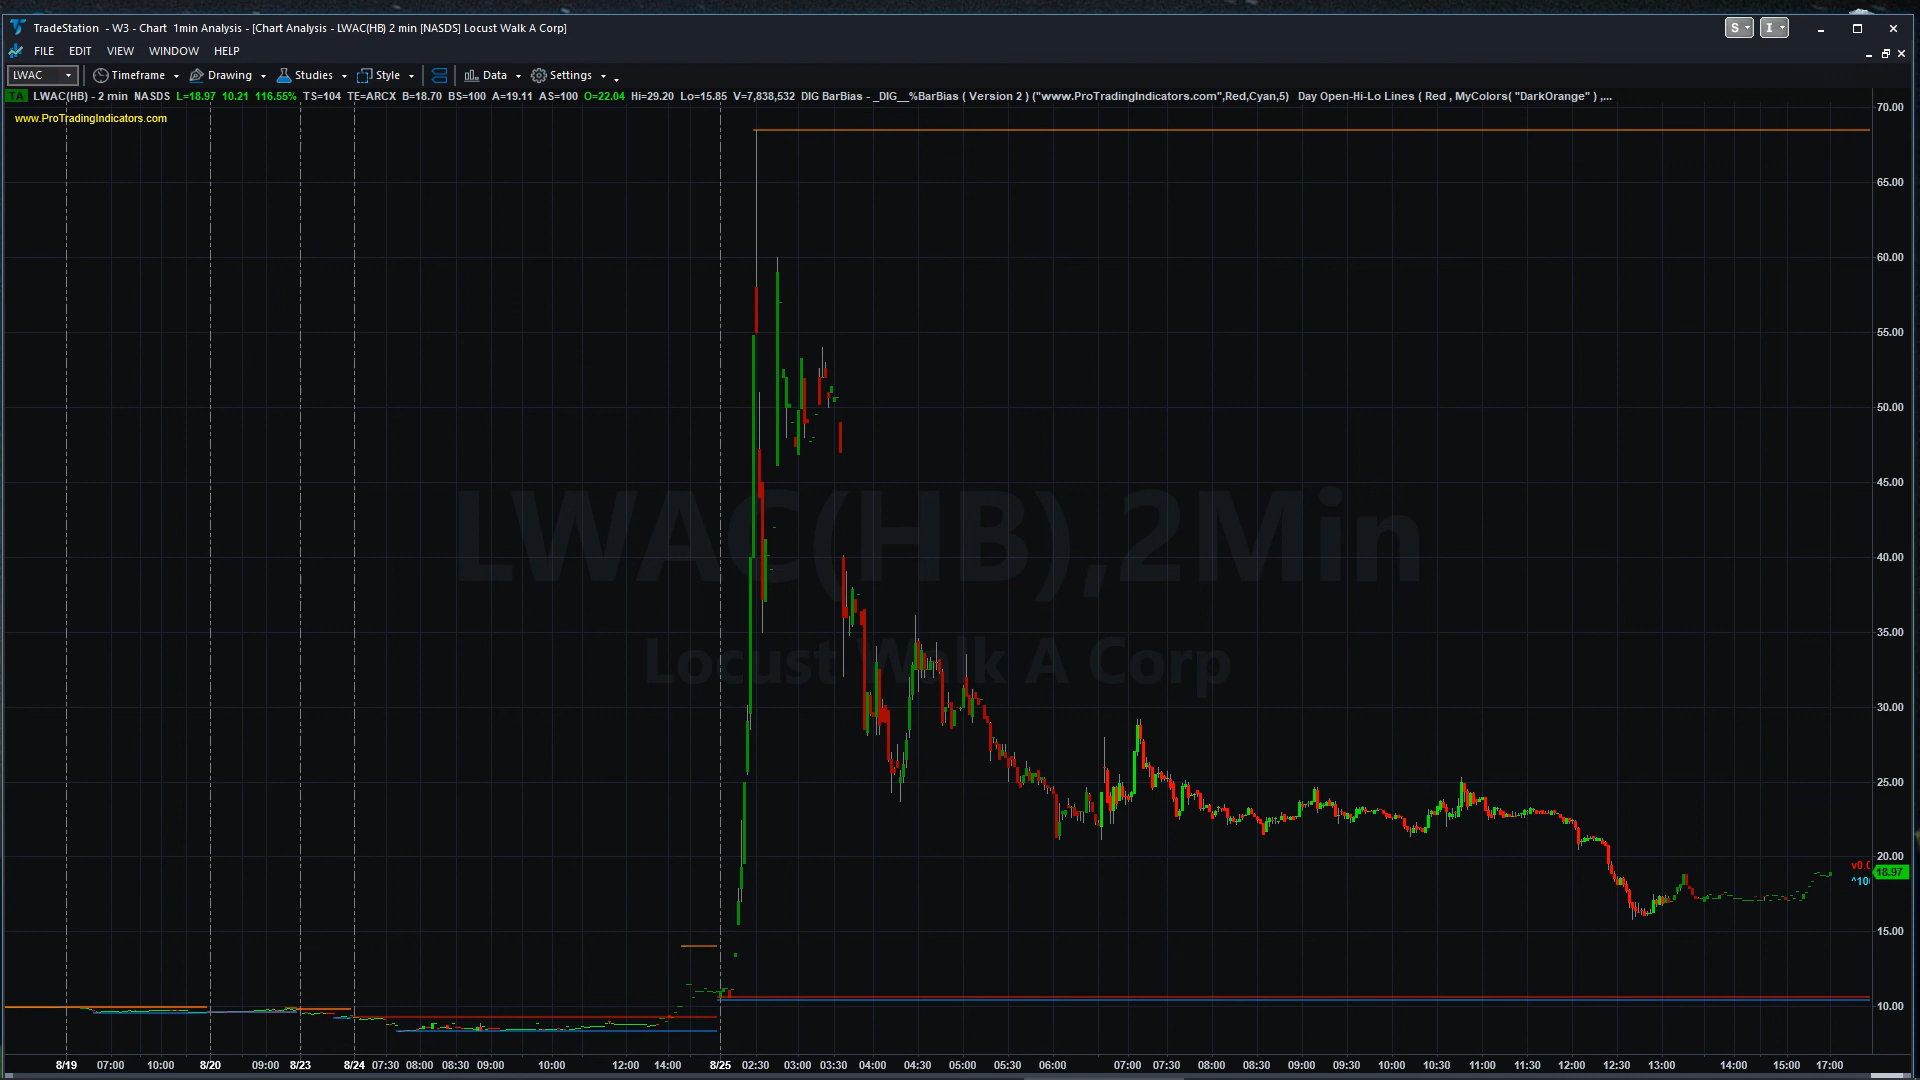 TradeStation - W3 - Chart 1min Analysis - [Chart Analysis - LWAC(HB) 2 min [NASDS] Locust Walk A Corp]
S I
FILE EDIT VIEW WINDOW HELP
LWAC Timeframe Drawing Studies Style Data Settings
TA LWAC(HB) - 2 min NASDS L=18.97 10.21 116.55% TS=104 TE=ARCX B=18.70 BS=100 A=19.11 AS=100 O=22.04 Hi=29.20 Lo=15.85 V=7,838,532 DIG BarBias - _DIG__%BarBias ( Version 2 ) ("www.ProTradingIndicators.com",Red,Cyan,5) Day Open-Hi-Lo Lines ( Red , MyColors( "DarkOrange" ) ,...
www.ProTradingIndicators.com
70.00
65.00
60.00
55.00
50.00
45.00
LWAC(HB),2Min
40.00
35.00
Locust Walk A Corp
30.00
25.00
20.00
v0.0
18.97
^10
15.00
10.00
8/19 07:00 10:00 8/20 09:00 8/23 8/24 07:30 08:00 08:30 09:00 10:00 12:00 14:00 8/25 02:30 03:00 03:30 04:00 04:30 05:00 05:30 06:00 07:00 07:30 08:00 08:30 09:00 09:30 10:00 10:30 11:00 11:30 12:00 12:30 13:00 14:00 15:00 17:00